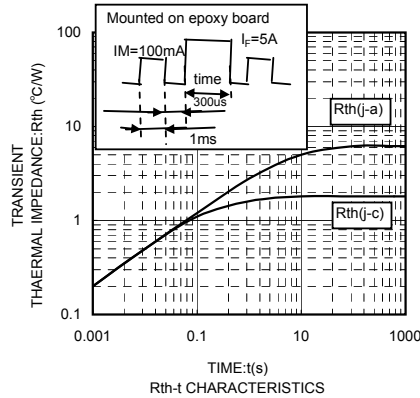 Mounted on epoxy board
IM=100mA
IF=5A
time
300us
1ms
100
10
1
0.1
Rth(j-a)
Rth(j-c)
TRANSIENT
THAERMAL IMPEDANCE:Rth (°C/W)
0.001
0.1
10
1000
TIME:t(s)
Rth-t CHARACTERISTICS